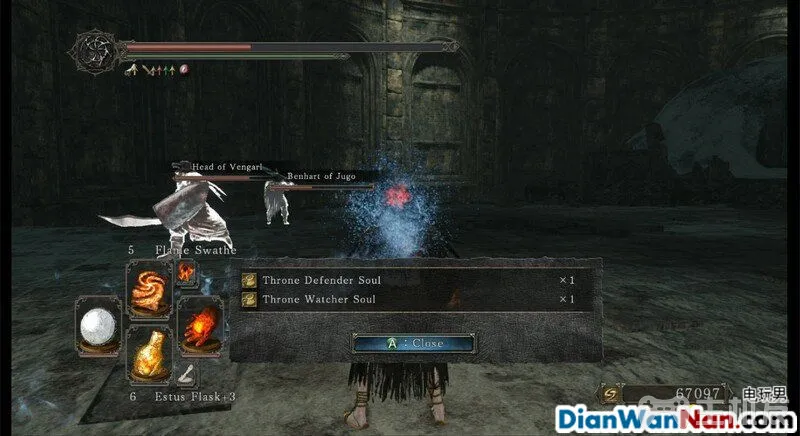 Head of Vengarl
Benhart of Jugo
5 Flame Swathe
Throne Defender Soul ×1
Throne Watcher Soul ×1
A : Close
6 Estus Flask+3
67097
电玩男
DianWanNan.com